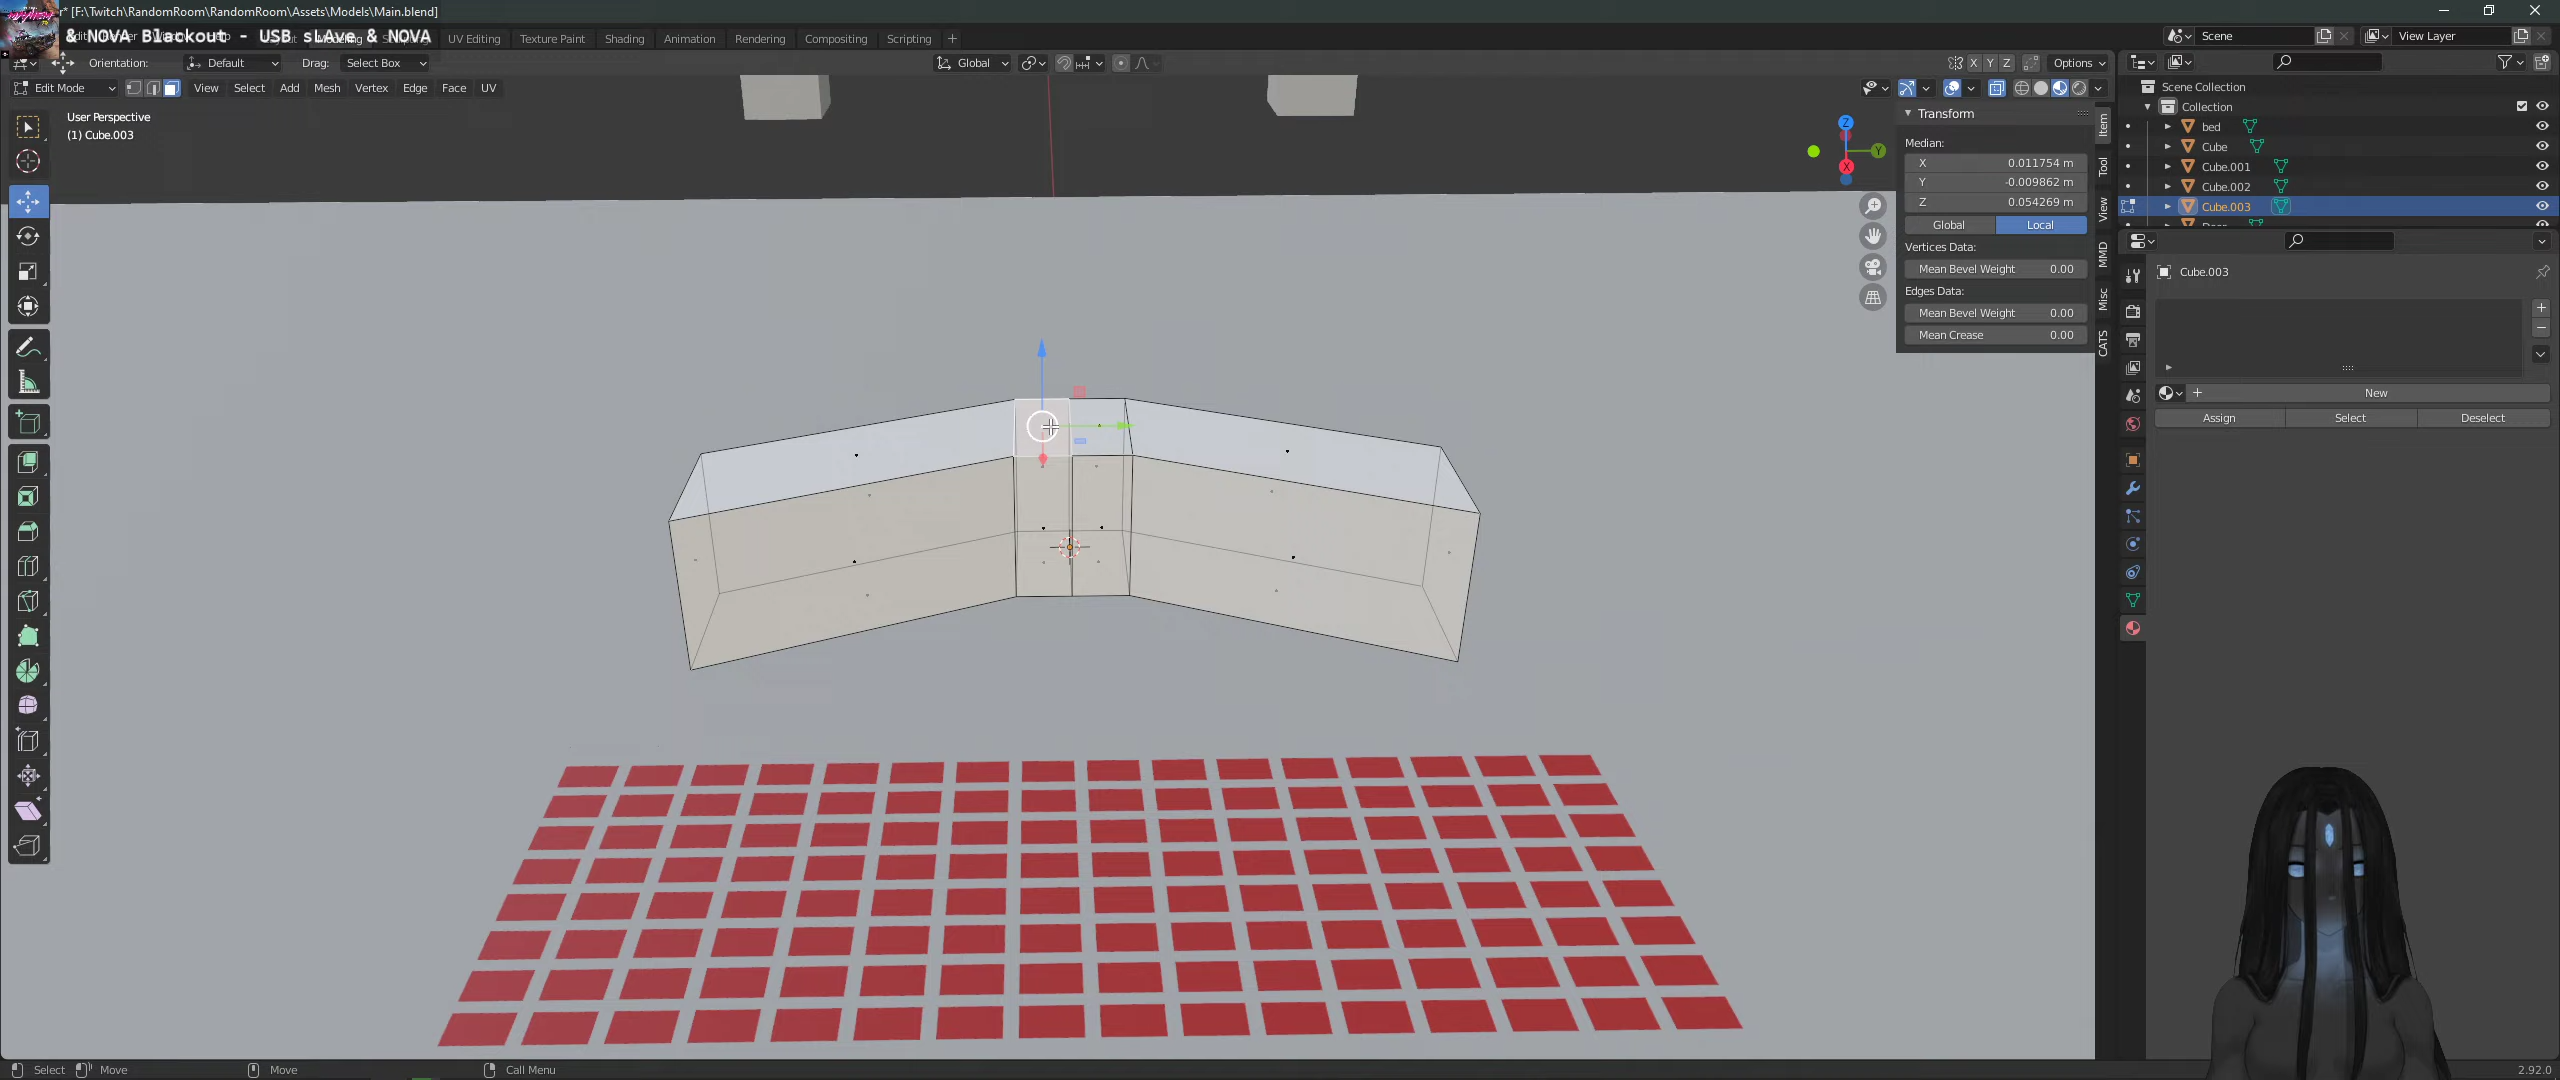 r* [F:\Twitch\RandomRoom\RandomRoom\Assets\Models\Main.blend]
& NOVA Blackout - USB slAve & NOVA
UV Editing Texture Paint Shading Animation Rendering Compositing Scripting +
Scene View Layer
Orientation: Default Drag: Select Box Global X Y Z Options
Edit Mode View Select Add Mesh Vertex Edge Face UV
User Perspective
(1) Cube.003
Z
Y
X
Transform
Median:
X 0.011754 m
Y -0.009862 m
Z 0.054269 m
Global Local
Vertices Data:
Mean Bevel Weight 0.00
Edges Data:
Mean Bevel Weight 0.00
Mean Crease 0.00
Item
Tool
View
MMD
Misc
CATS
Scene Collection
Collection
bed
Cube
Cube.001
Cube.002
Cube.003
Cube.003
New
Assign Select Deselect
Select Move Move Call Menu 2.92.0